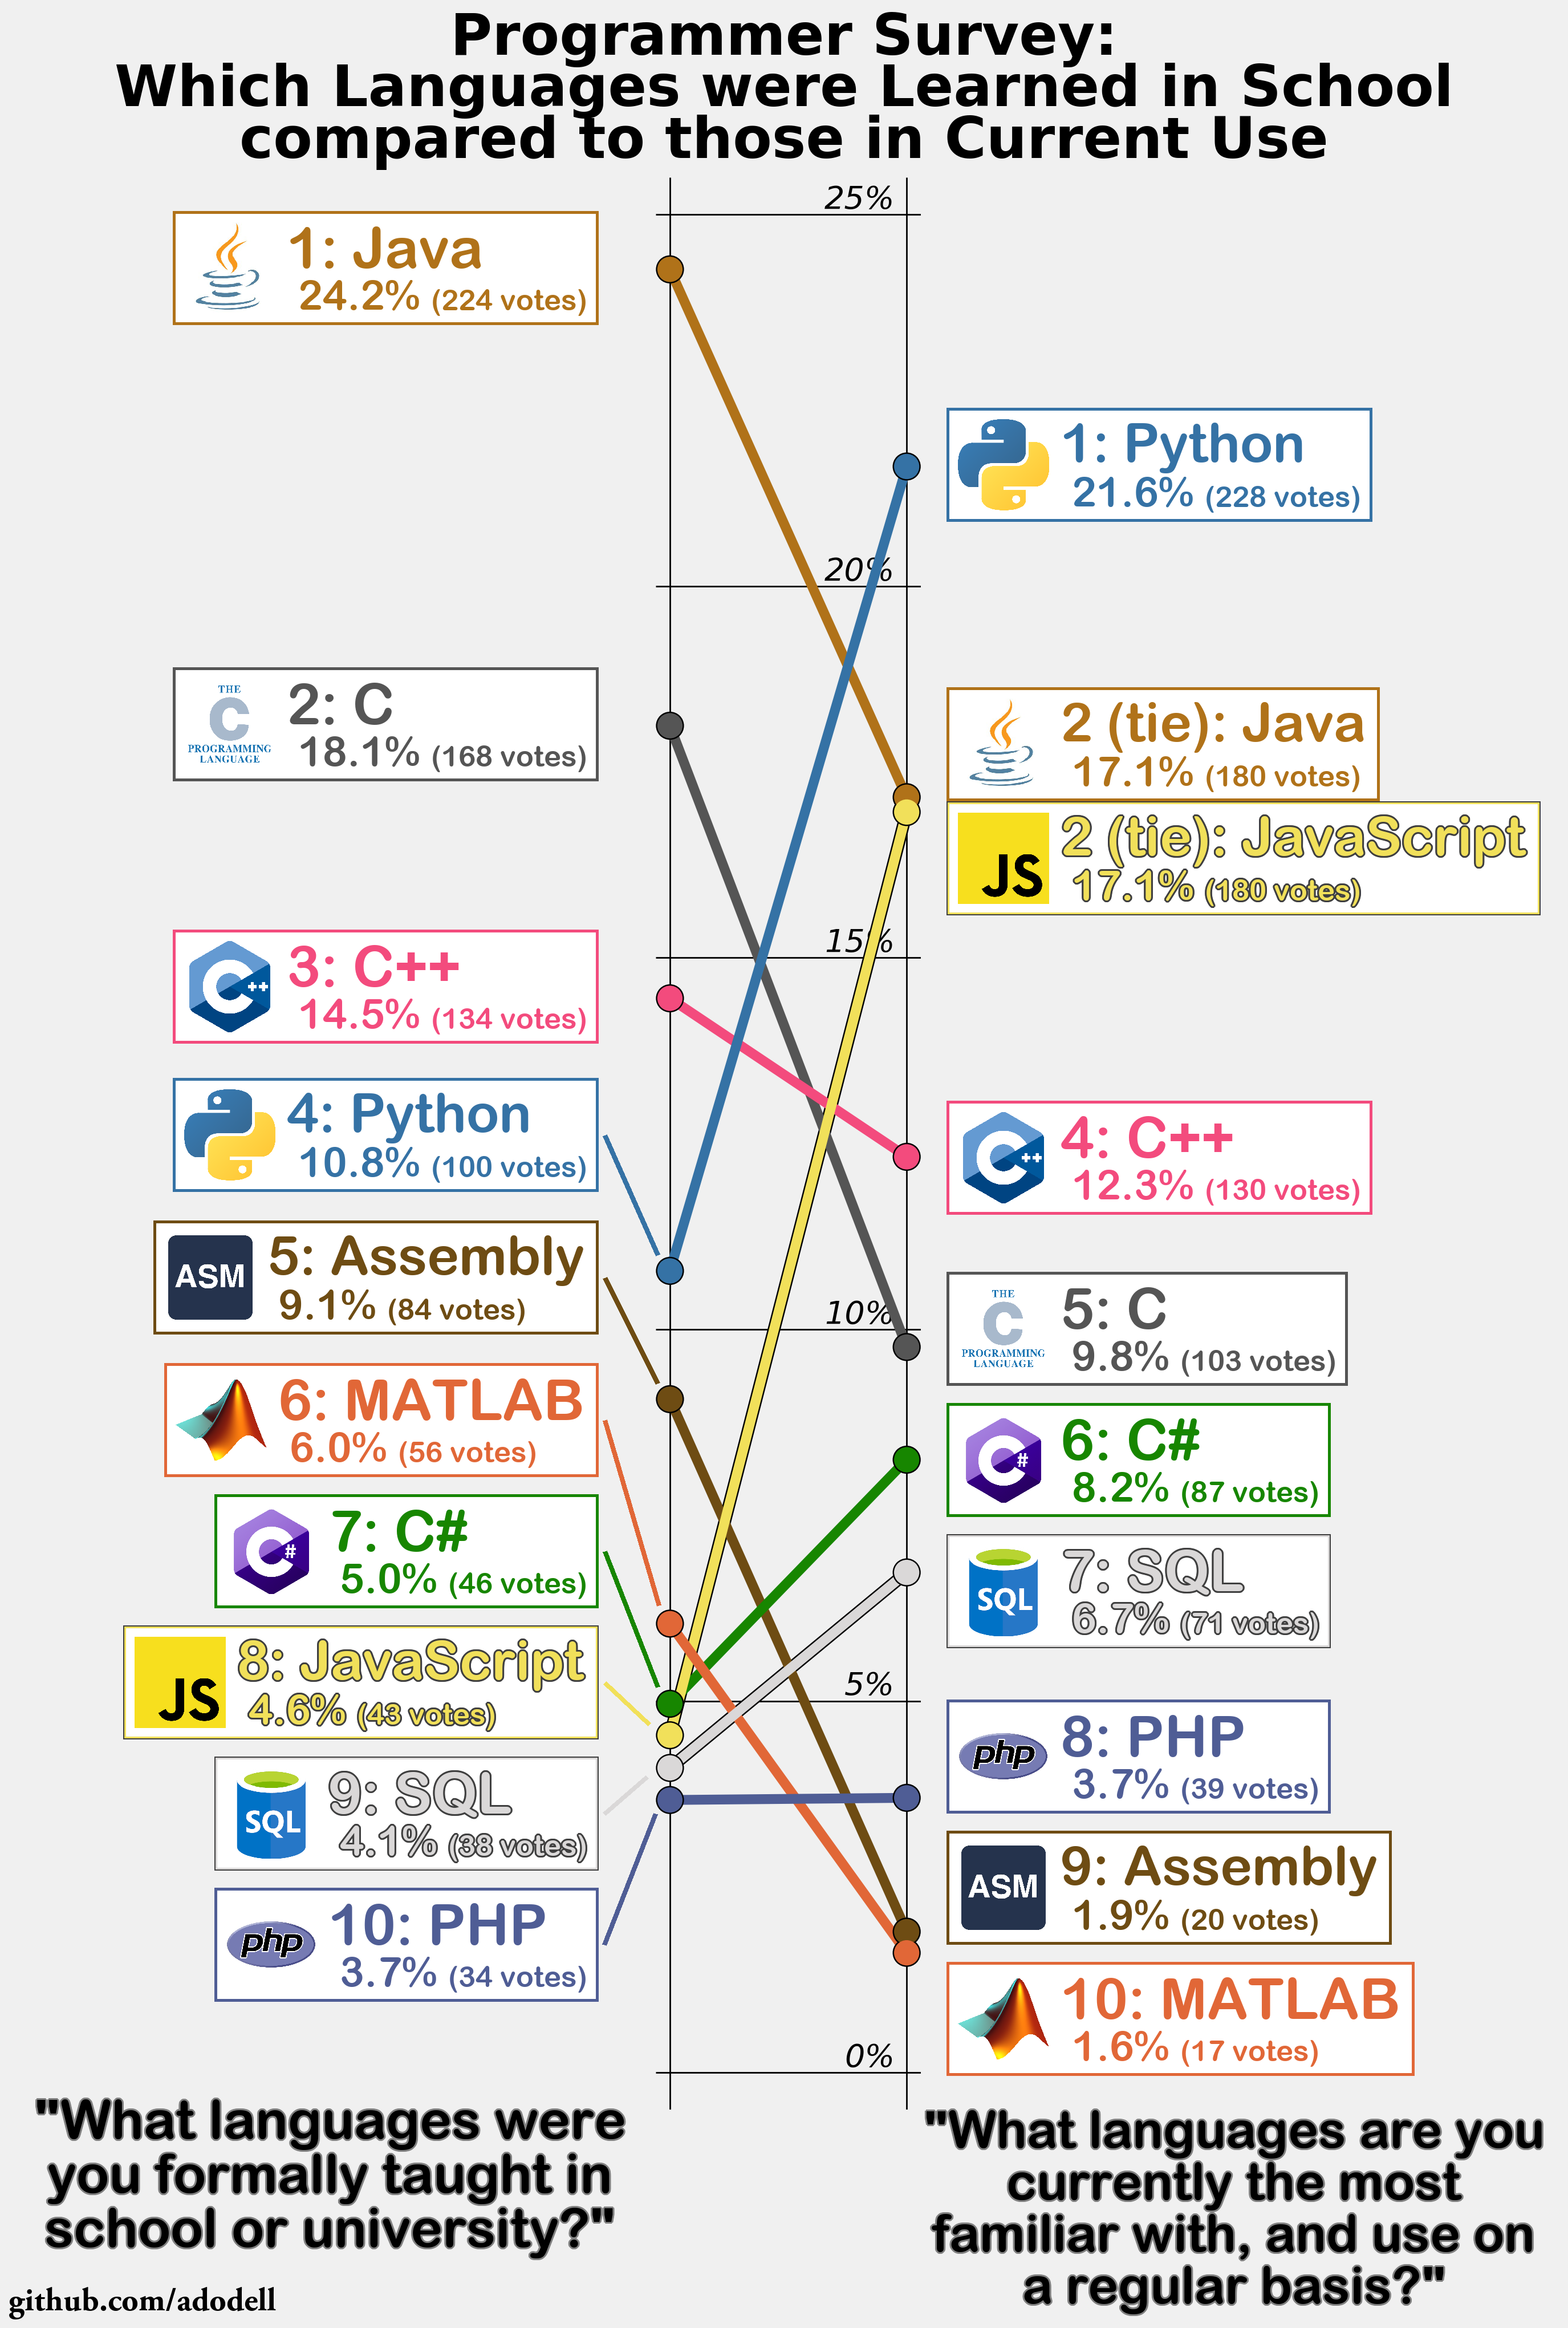 Programmer Survey:
Which Languages were Learned in School
compared to those in Current Use
25%
20%
15%
10%
5%
0%
1: Java
24.2% (224 votes)
THE
C
PROGRAMMING
LANGUAGE
2: C
18.1% (168 votes)
C++
3: C++
14.5% (134 votes)
4: Python
10.8% (100 votes)
ASM
5: Assembly
9.1% (84 votes)
6: MATLAB
6.0% (56 votes)
C#
7: C#
5.0% (46 votes)
JS
8: JavaScript
4.6% (43 votes)
SQL
9: SQL
4.1% (38 votes)
php
10: PHP
3.7% (34 votes)
1: Python
21.6% (228 votes)
2 (tie): Java
17.1% (180 votes)
JS
2 (tie): JavaScript
17.1% (180 votes)
C++
4: C++
12.3% (130 votes)
THE
C
PROGRAMMING
LANGUAGE
5: C
9.8% (103 votes)
C#
6: C#
8.2% (87 votes)
SQL
7: SQL
6.7% (71 votes)
php
8: PHP
3.7% (39 votes)
ASM
9: Assembly
1.9% (20 votes)
10: MATLAB
1.6% (17 votes)
"What languages were
you formally taught in
school or university?"
"What languages are you
currently the most
familiar with, and use on
a regular basis?"
github.com/adodell